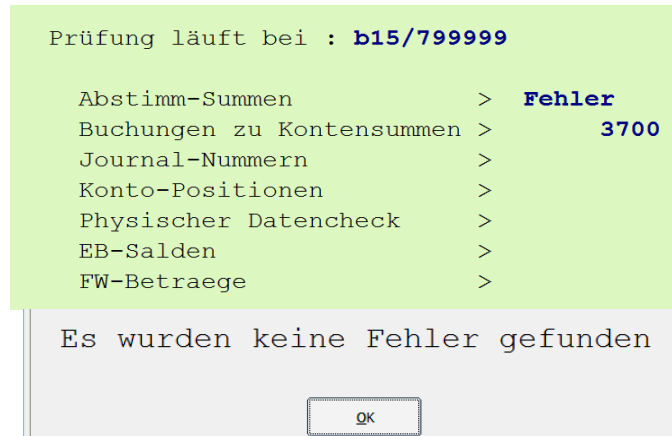 Prüfung läuft bei : b15/799999
Abstimm-Summen > Fehler
Buchungen zu Kontensummen > 3700
Journal-Nummern >
Konto-Positionen >
Physischer Datencheck >
EB-Salden >
FW-Betraege >
Es wurden keine Fehler gefunden
OK